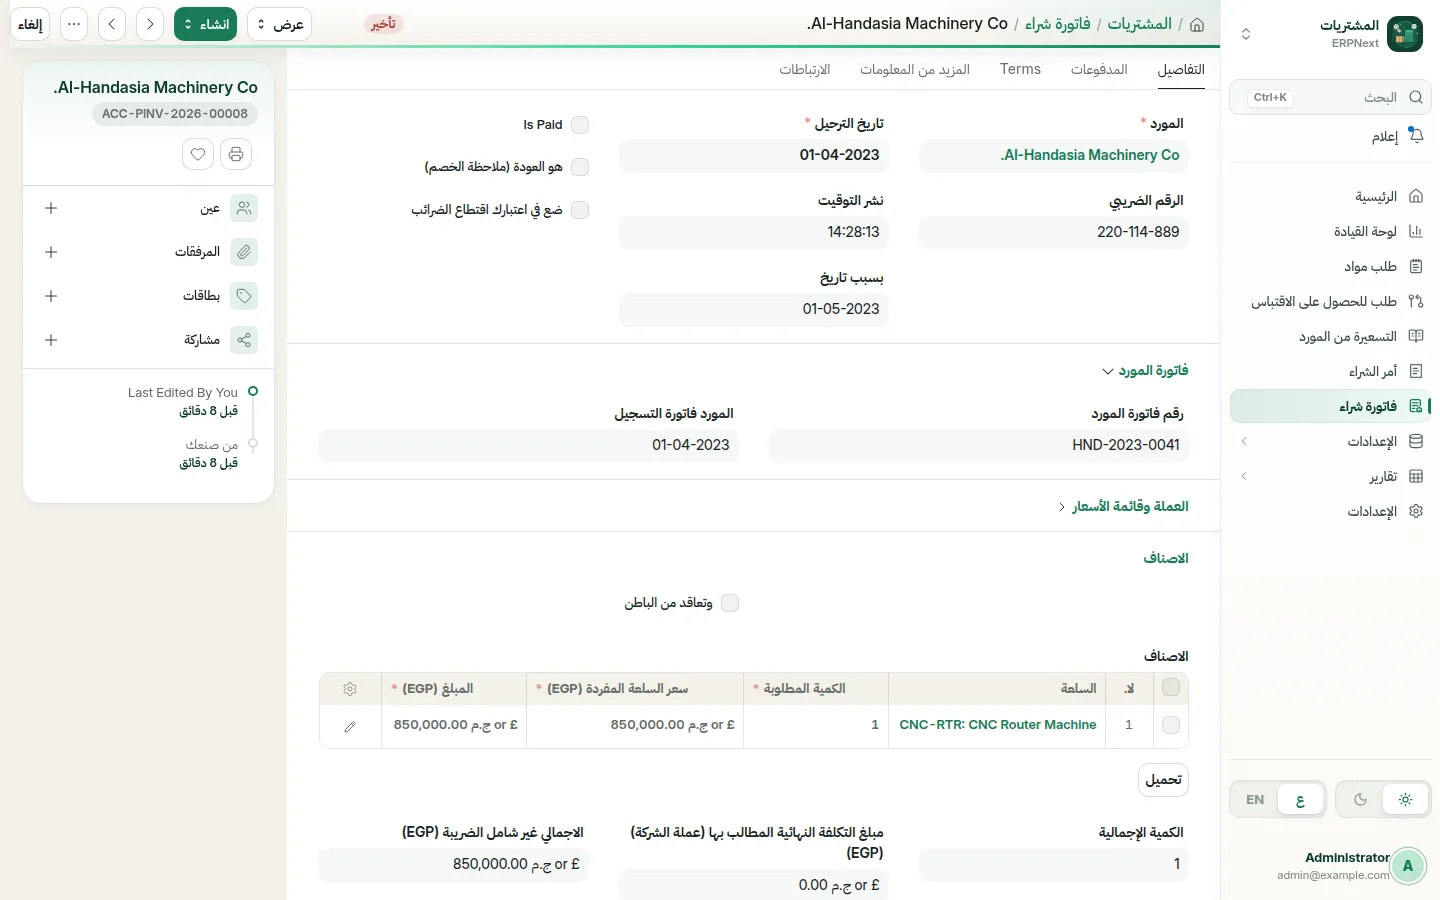 المشتريات
ERPNext
البحث
Ctrl+K
إعلام
الرئيسية
لوحة القيادة
طلب مواد
طلب للحصول على الاقتباس
التسعيرة من المورد
أمر الشراء
فاتورة شراء
الإعدادات
تقارير
الإعدادات
ع
EN
Administrator
admin@example.com
A
المشتريات / فاتورة شراء / Al-Handasia Machinery Co.
تأخير
عرض
انشاء
إلغاء
التفاصيل
المدفوعات
Terms
المزيد من المعلومات
الارتباطات
المورد *
Al-Handasia Machinery Co.
الرقم الضريبي
220-114-889
تاريخ الترحيل *
01-04-2023
نشر التوقيت
14:28:13
بسبب تاريخ
01-05-2023
Is Paid
هو العودة (ملاحظة الخصم)
ضع في اعتبارك اقتطاع الضرائب
فاتورة المورد
رقم فاتورة المورد
HND-2023-0041
المورد فاتورة التسجيل
01-04-2023
العملة وقائمة الأسعار
الاصناف
وتعاقد من الباطن
الاصناف
لا.
السلعة
الكمية المطلوبة *
سعر السلعة المفردة (EGP) *
المبلغ (EGP) *
1
CNC-RTR: CNC Router Machine
1
£ or ج.م 850,000.00
£ or ج.م 850,000.00
تحميل
الكمية الإجمالية
1
مبلغ التكلفة النهائية المطالب بها (عملة الشركة)
(EGP)
£ or ج.م 0.00
الاجمالي غير شامل الضريبة (EGP)
£ or ج.م 850,000.00
Al-Handasia Machinery Co.
ACC-PINV-2026-00008
عين
المرفقات
بطاقات
مشاركة
Last Edited By You
قبل 8 دقائق
من صنعك
قبل 8 دقائق